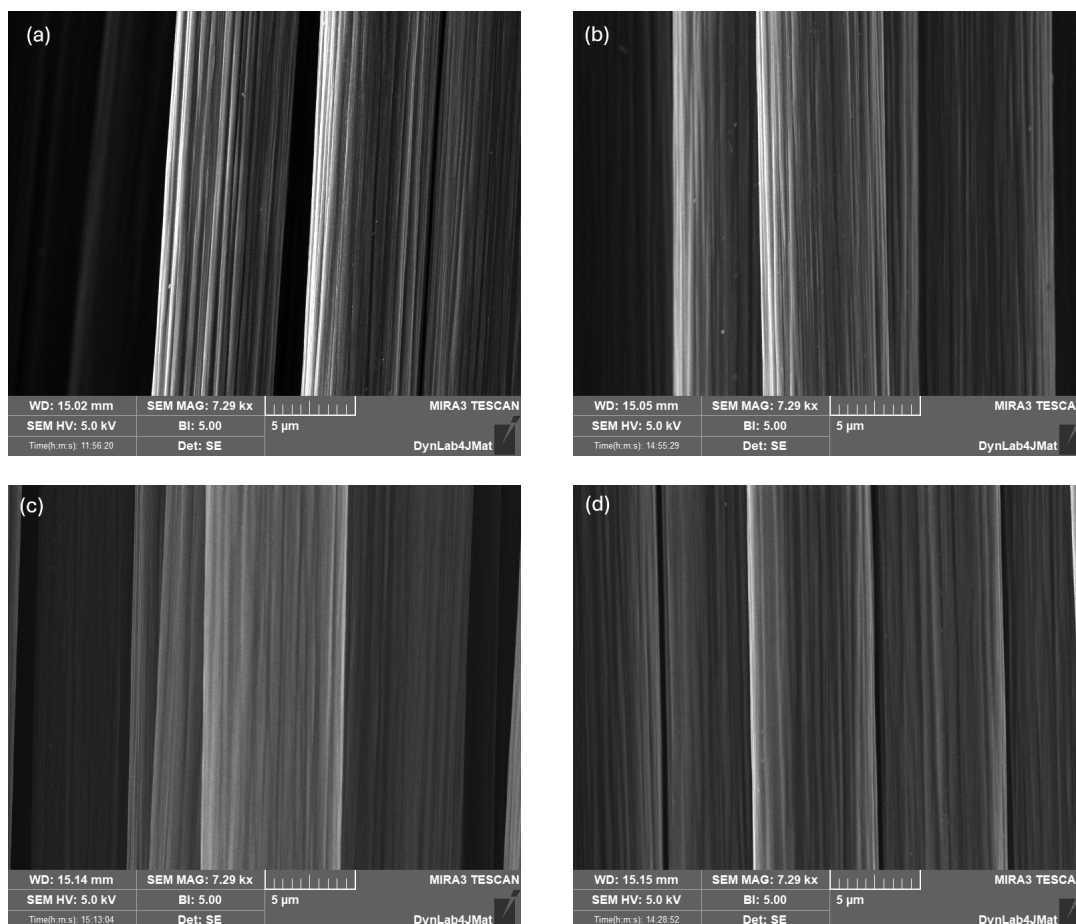 (a)
WD: 15.02 mm SEM MAG: 7.29 kx MIRA3 TESCAN
SEM HV: 5.0 kV BI: 5.00 5 µm
Time(h:m:s): 11:56:20 Det: SE DynLab4JMat
(b)
WD: 15.05 mm SEM MAG: 7.29 kx MIRA3 TESCA
SEM HV: 5.0 kV BI: 5.00 5 µm
Time(h:m:s): 14:55:29 Det: SE DynLab4JMat
(c)
WD: 15.14 mm SEM MAG: 7.29 kx MIRA3 TESCAN
SEM HV: 5.0 kV BI: 5.00 5 µm
Time(h:m:s): 15:13:04 Det: SE DynLab4JMat
(d)
WD: 15.15 mm SEM MAG: 7.29 kx MIRA3 TESCA
SEM HV: 5.0 kV BI: 5.00 5 µm
Time(h:m:s): 14:28:52 Det: SE DynLab4JMat